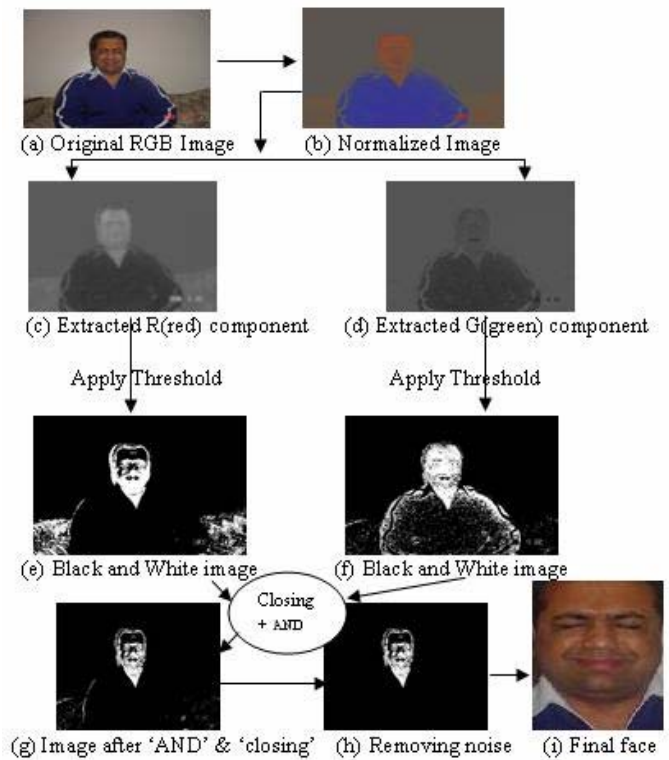 (a) Original RGB Image
(b) Normalized Image
(c) Extracted R(red) component
(d) Extracted G(green) component
Apply Threshold
Apply Threshold
(e) Black and White image
(f) Black and White image
Closing
+ AND
(g) Image after ‘AND’ & ‘closing’
(h) Removing noise
(i) Final face